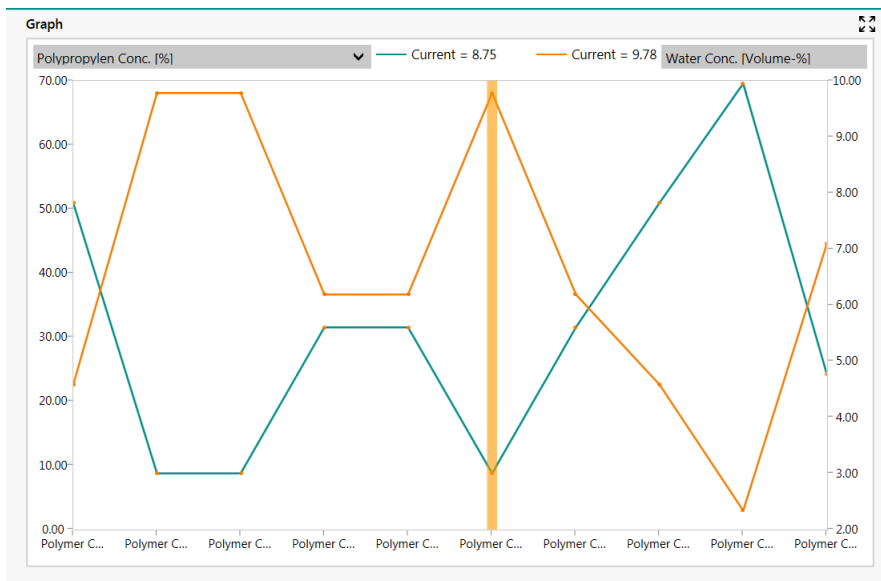 Graph
Polypropylen Conc. [%]
Current = 8.75
Current = 9.78
Water Conc. [Volume-%]
70.00
60.00
50.00
40.00
30.00
20.00
10.00
0.00
10.00
9.00
8.00
7.00
6.00
5.00
4.00
3.00
2.00
Polymer C...
Polymer C...
Polymer C...
Polymer C...
Polymer C...
Polymer C...
Polymer C...
Polymer C...
Polymer C...
Polymer C...